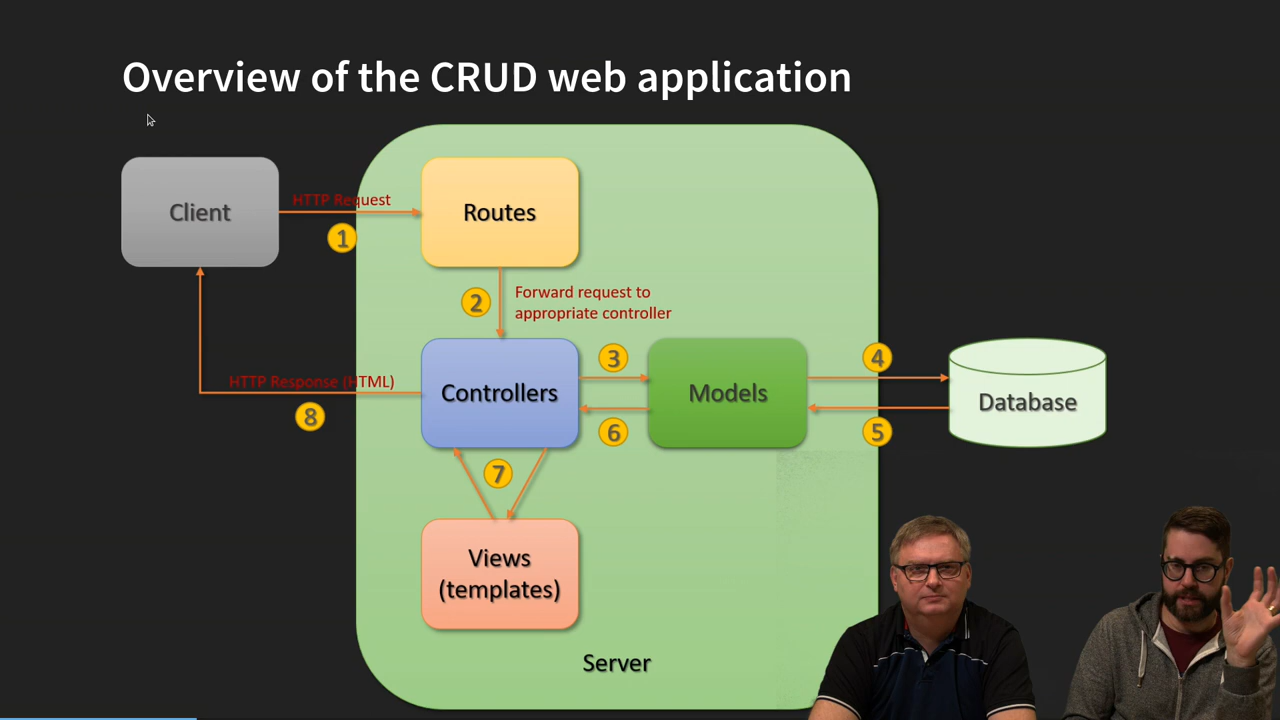 Overview of the CRUD web application
Client
HTTP Request
1
Routes
2
Forward request to
appropriate controller
HTTP Response (HTML)
8
Controllers
3
6
Models
4
5
Database
7
Views
(templates)
Server